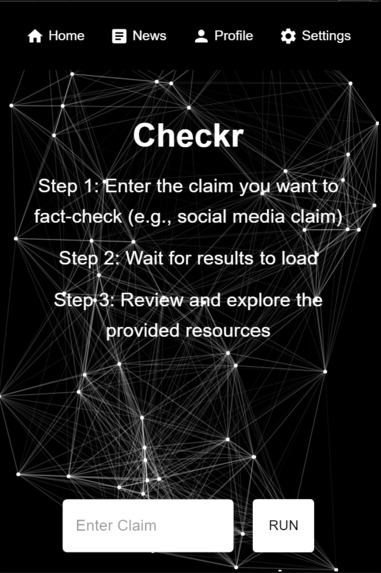 Home News Profile Settings
Checkr
Step 1: Enter the claim you want to
fact-check (e.g., social media claim)
Step 2: Wait for results to load
Step 3: Review and explore the
provided resources
Enter Claim RUN